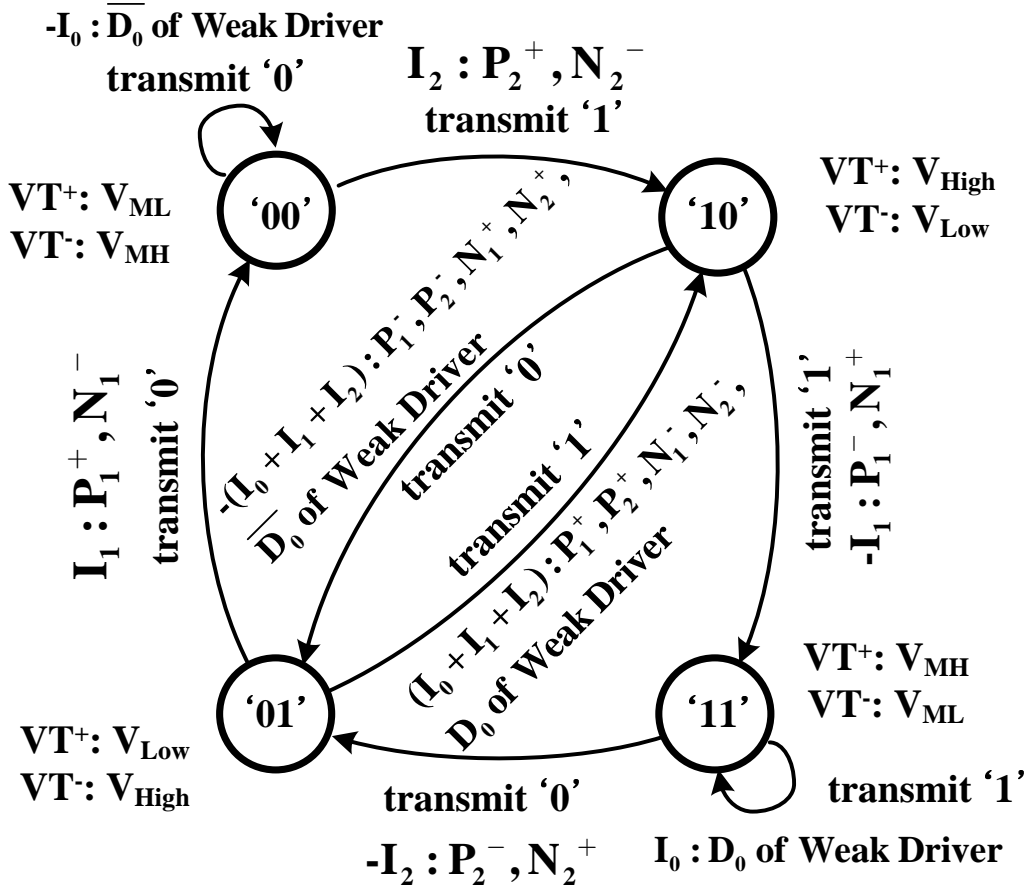 -I₀ : D̅₀ of Weak Driver
transmit ‘0’
I₂ : P₂⁺, N₂⁻
transmit ‘1’
‘00’
VT⁺: V_ML
VT⁻: V_MH
‘10’
VT⁺: V_High
VT⁻: V_Low
I₁ : P₁⁺, N₁⁻
transmit ‘0’
-(I₀ + I₁ + I₂) : P₁⁻, P₂⁻, N₁⁺, N₂⁺,
D̅₀ of Weak Driver
transmit ‘0’
transmit ‘1’
(I₀ + I₁ + I₂) : P₁⁺, P₂⁺, N₁⁻, N₂⁻,
D₀ of Weak Driver
transmit ‘1’
-I₁ : P₁⁻, N₁⁺
‘01’
VT⁺: V_Low
VT⁻: V_High
‘11’
VT⁺: V_MH
VT⁻: V_ML
transmit ‘0’
-I₂ : P₂⁻, N₂⁺
transmit ‘1’
I₀ : D₀ of Weak Driver